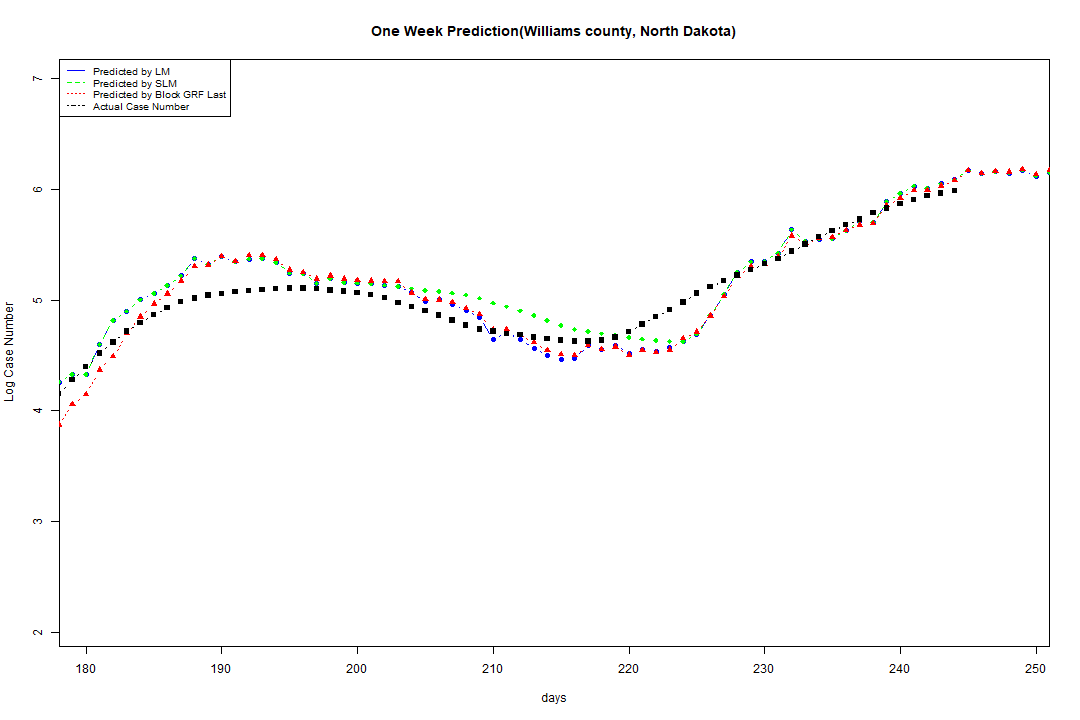 One Week Prediction(Williams county, North Dakota)
Predicted by LM
Predicted by SLM
Predicted by Block GRF Last
Actual Case Number
7
6
5
4
3
2
Log Case Number
180 190 200 210 220 230 240 250
days